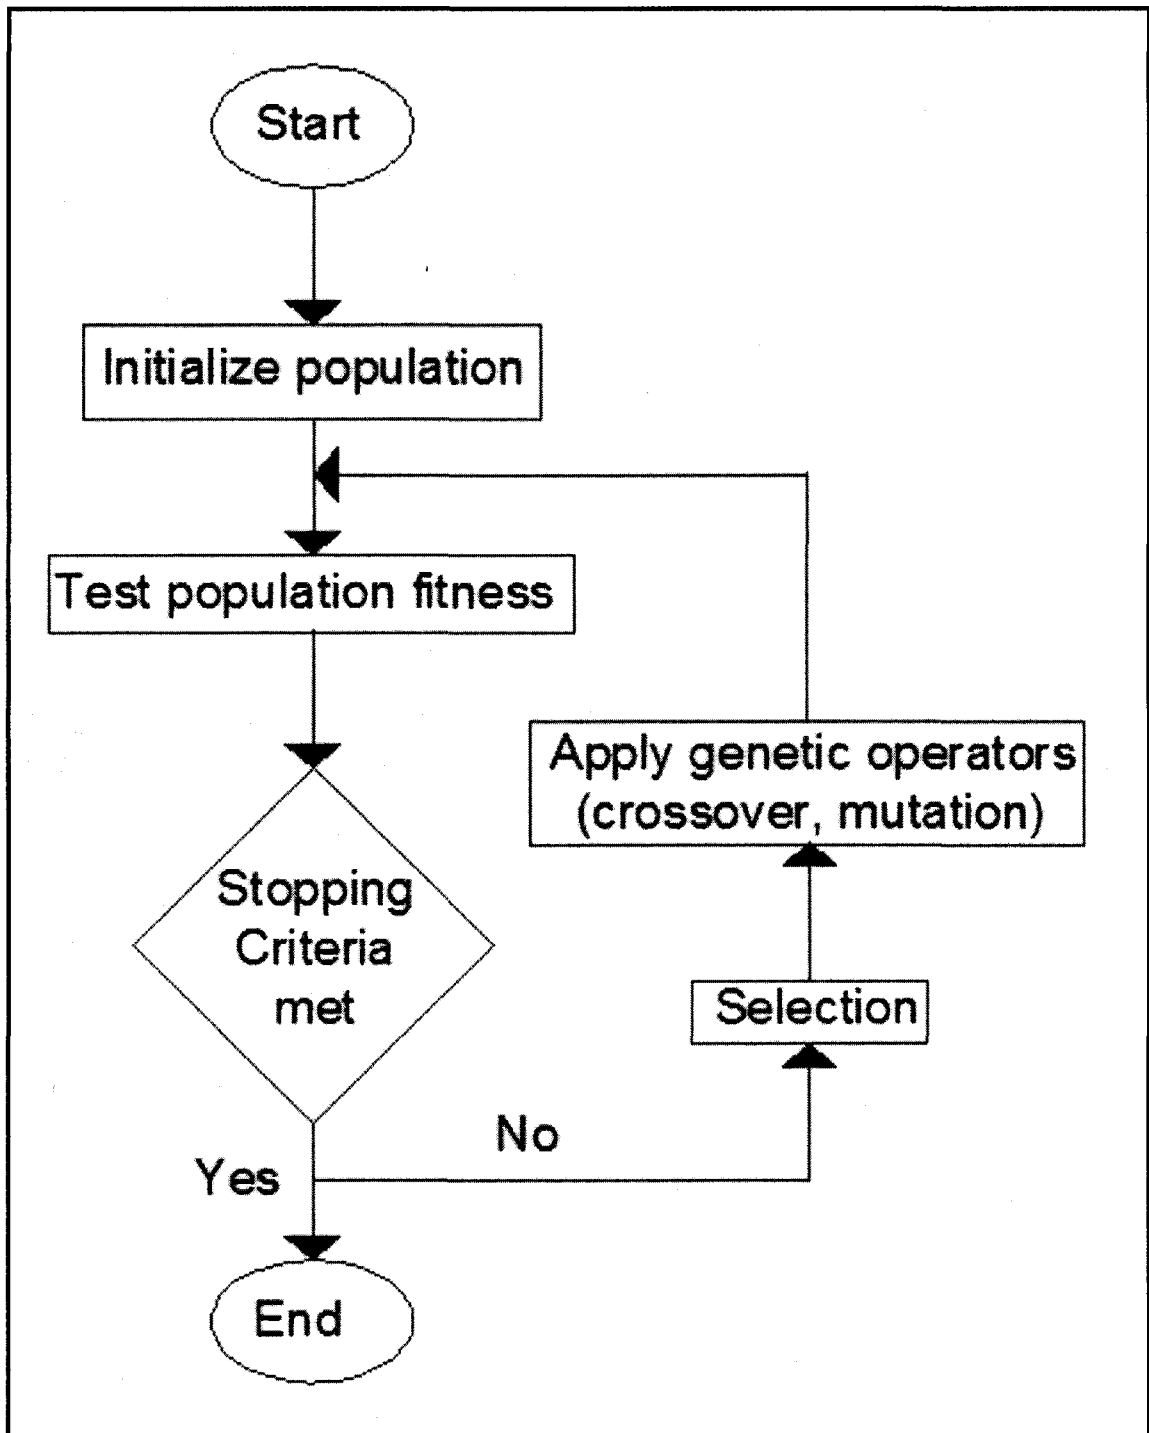 Start
Initialize population
Test population fitness
Apply genetic operators
(crossover, mutation)
Stopping
Criteria
met
Selection
No
Yes
End